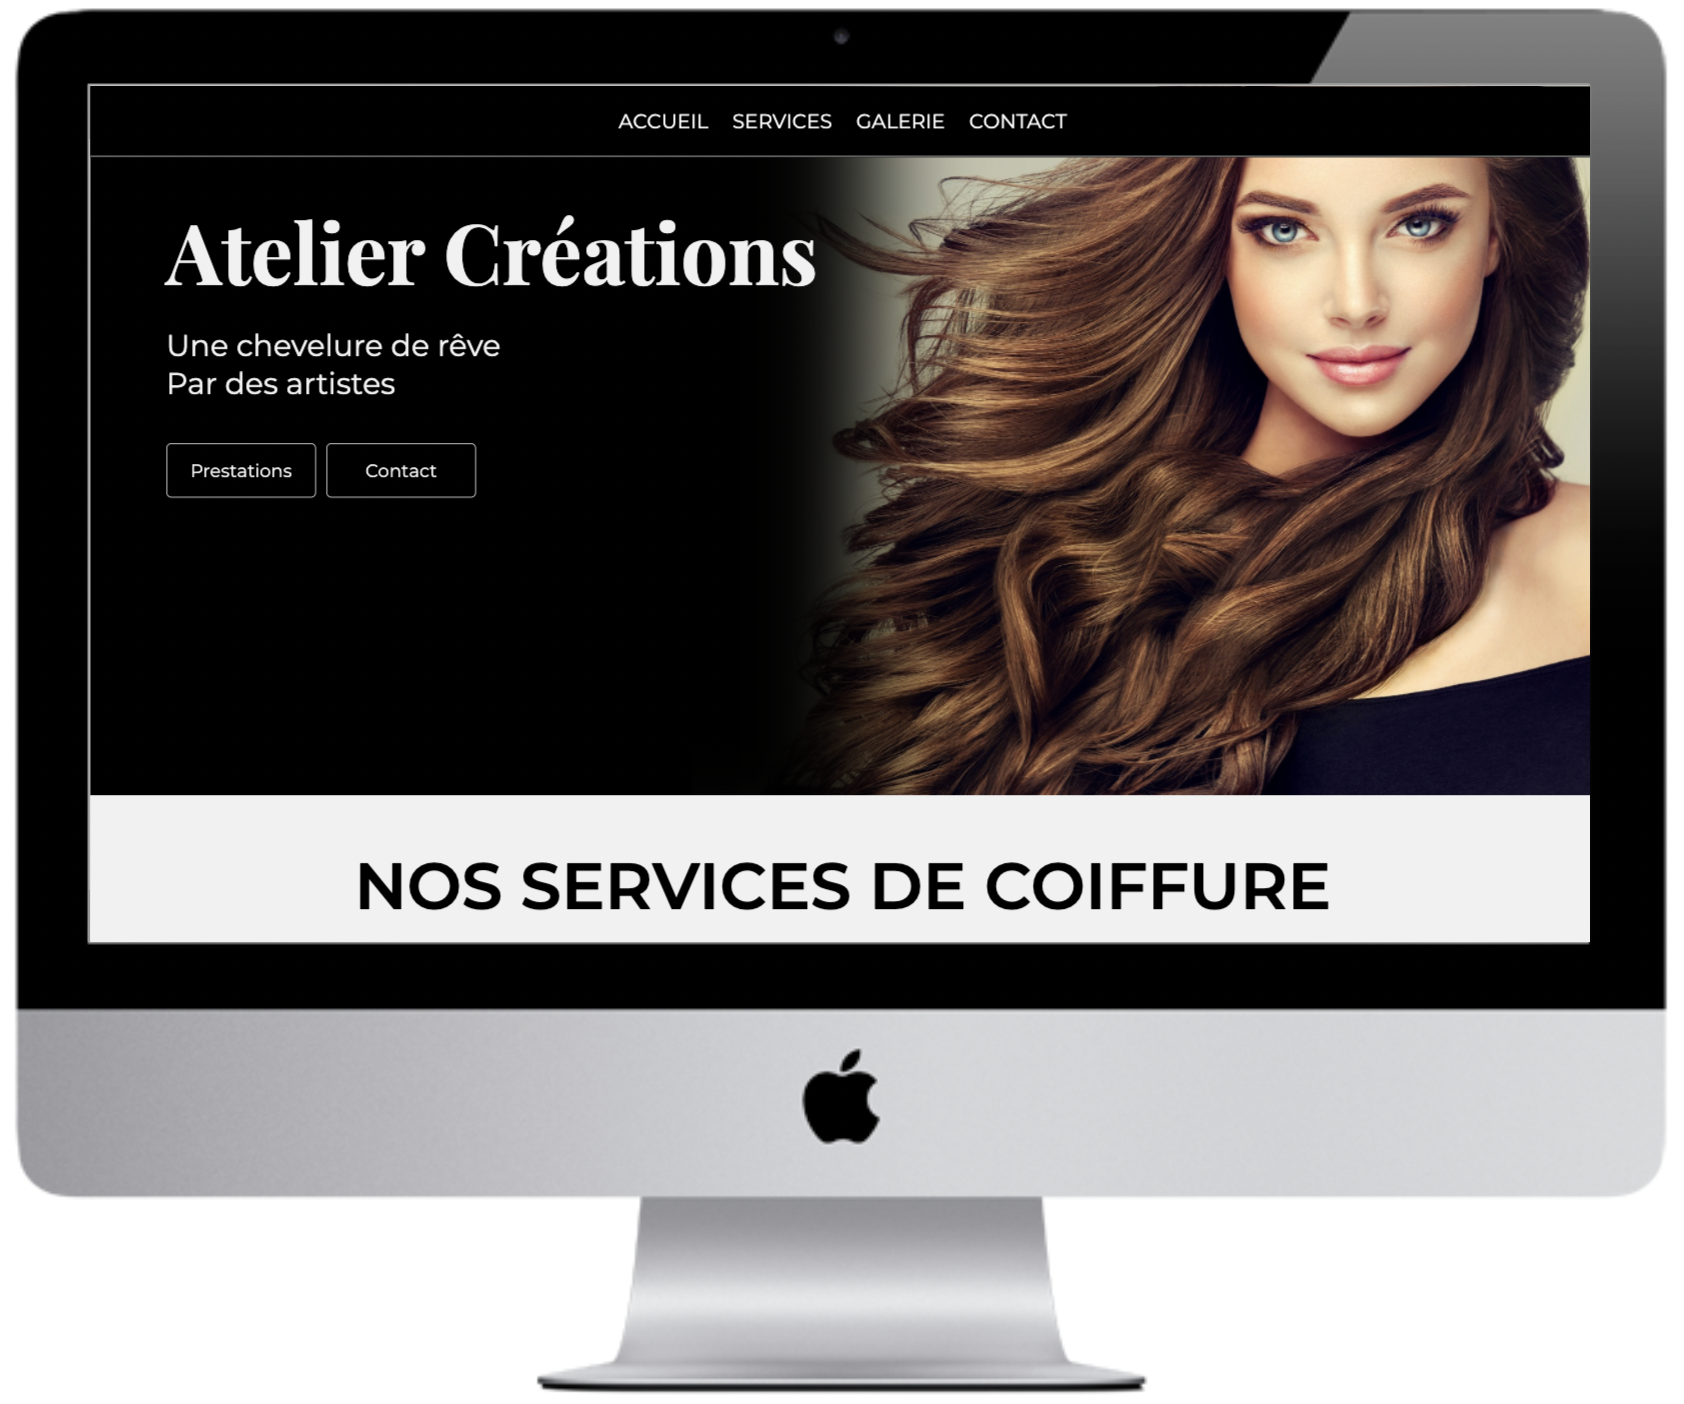 ACCUEIL SERVICES GALERIE CONTACT
Atelier Créations
Une chevelure de rêve
Par des artistes
Prestations Contact
NOS SERVICES DE COIFFURE